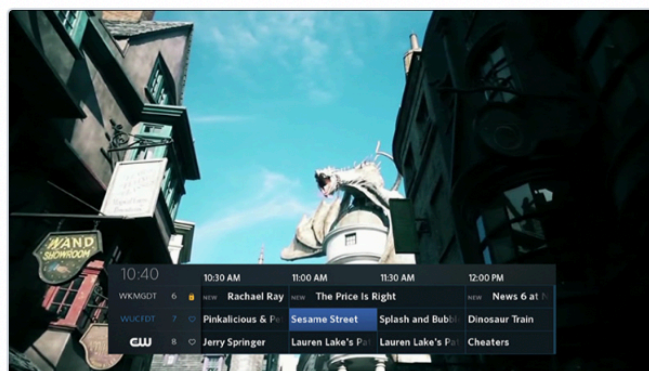 WAND
SHOWROOM
10:40
10:30 AM 11:00 AM 11:30 AM 12:00 PM
WKMGDT 6 NEW Rachael Ray NEW The Price Is Right NEW News 6 at
WUCFDT 7 Pinkalicious & Pe Sesame Street Splash and Bubbl Dinosaur Train
CW 8 Jerry Springer Lauren Lake's Pat Lauren Lake's Pat Cheaters